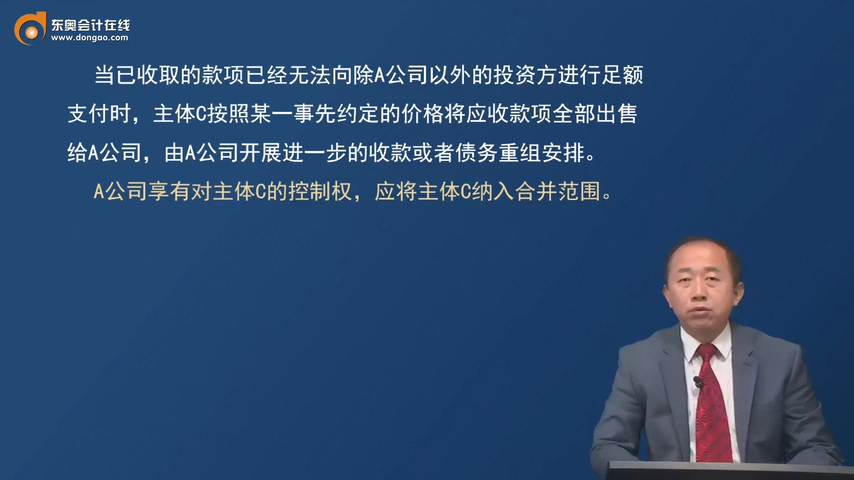 东奥会计在线
www.dongao.com
当已收取的款项已经无法向除A公司以外的投资方进行足额
支付时，主体C按照某一事先约定的价格将应收款项全部出售
给A公司，由A公司开展进一步的收款或者债务重组安排。
A公司享有对主体C的控制权，应将主体C纳入合并范围。